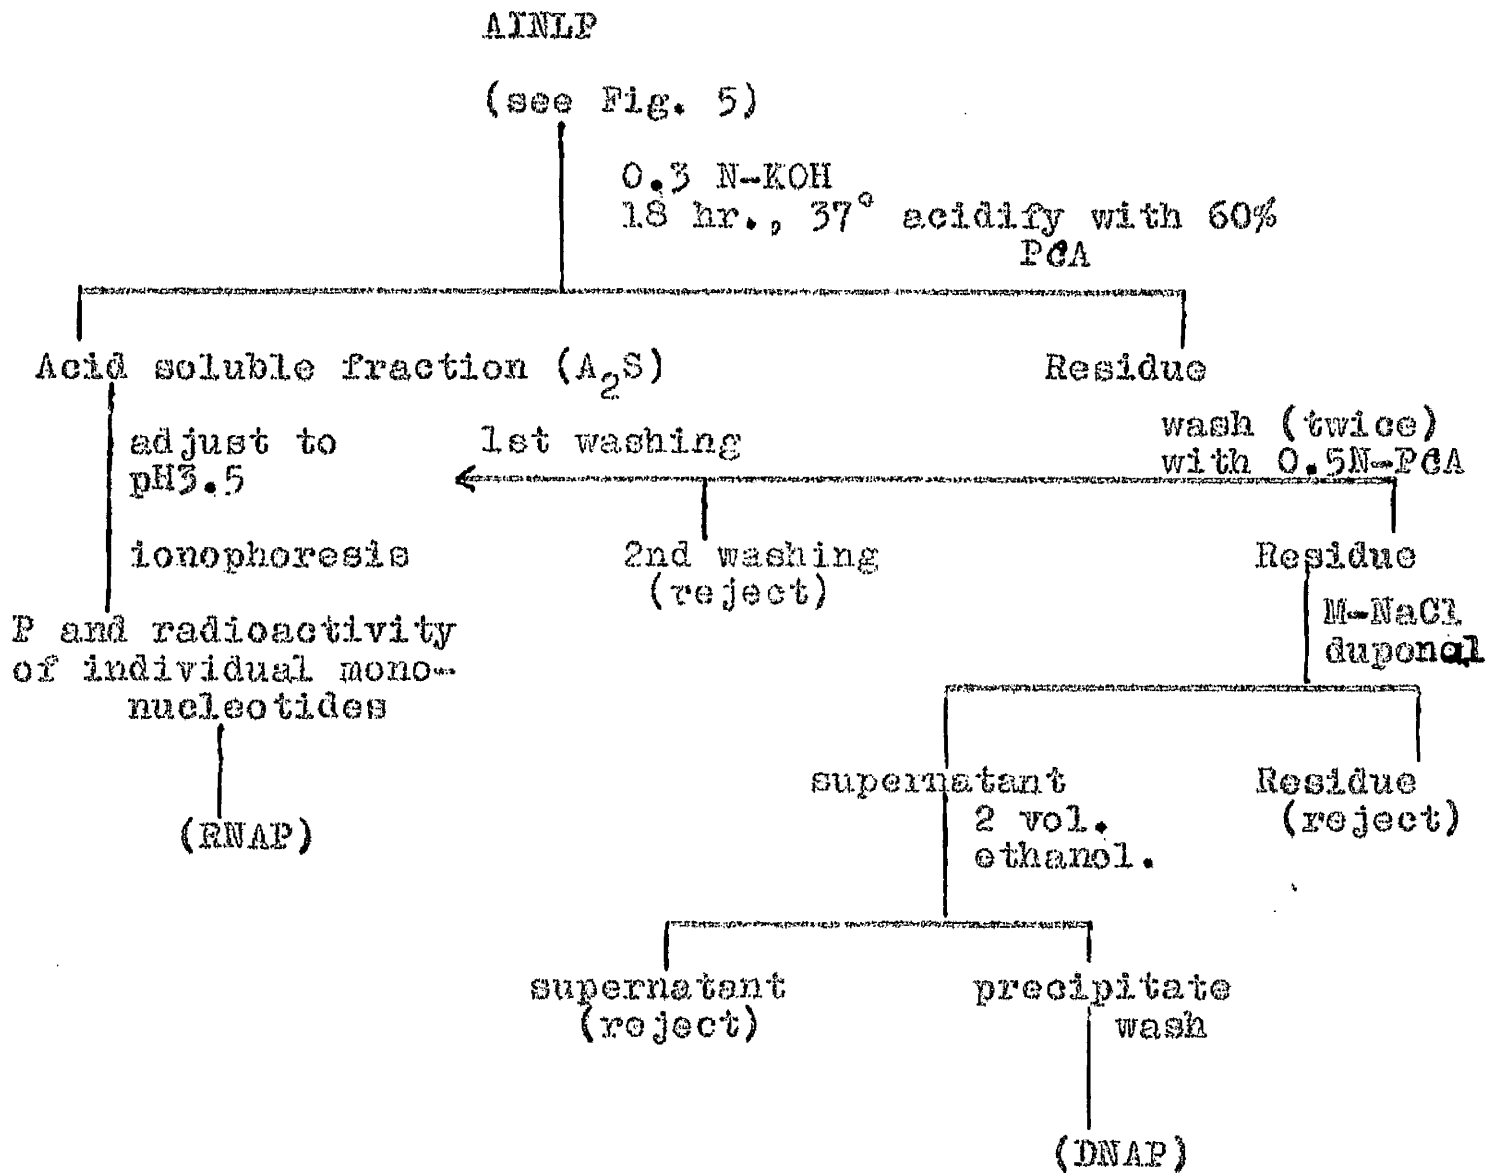 AINLP
(see Fig. 5)
0.3 N-KOH
18 hr., 37° acidify with 60%
PCA
Acid soluble fraction (A₂S)
Residue
adjust to
pH3.5
1st washing
wash (twice)
with 0.5N-PCA
ionophoresis
2nd washing
(reject)
Residue
M-NaCl
duponol
P and radioactivity
of individual mono-
nucleotides
(RNAP)
supernatant
2 vol.
ethanol.
Residue
(reject)
supernatant
(reject)
precipitate
wash
(DNAP)